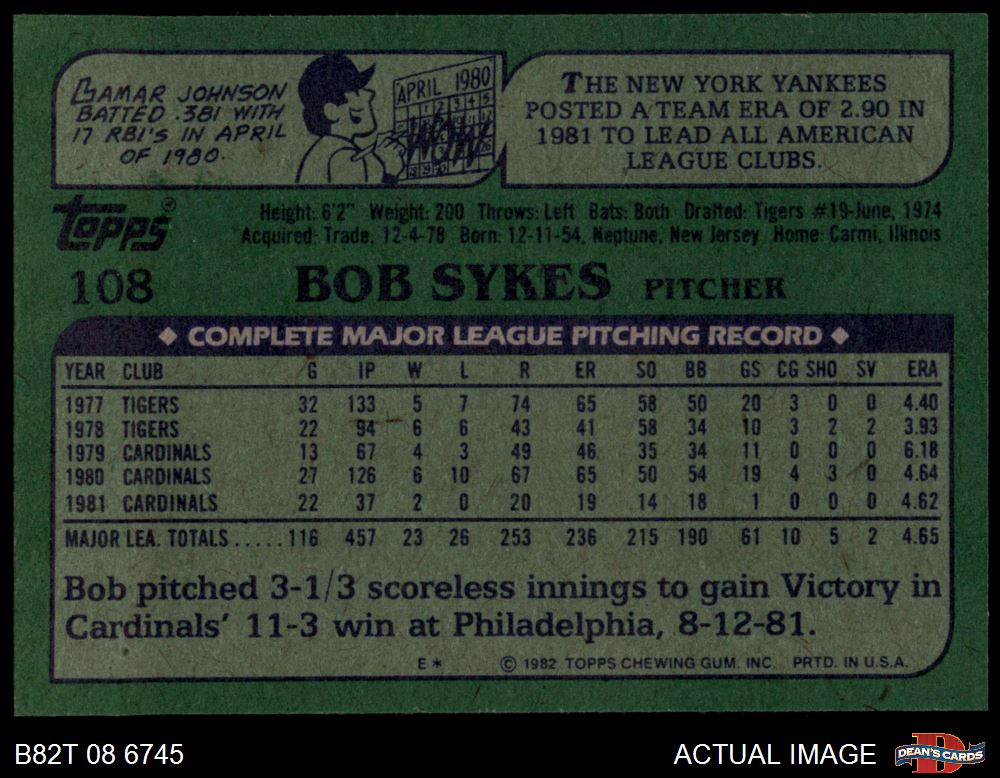 LAMAR JOHNSON
BATTED .381 WITH
17 RBI'S IN APRIL
OF 1980.
APRIL 1980
WOW
THE NEW YORK YANKEES
POSTED A TEAM ERA OF 2.90 IN
1981 TO LEAD ALL AMERICAN
LEAGUE CLUBS.
topps®
Height: 6'2" Weight: 200 Throws: Left Bats: Both Drafted: Tigers #19-June, 1974
Acquired: Trade, 12-4-78 Born: 12-11-54, Neptune, New Jersey Home: Carmi, Illinois
108 BOB SYKES PITCHER
◆ COMPLETE MAJOR LEAGUE PITCHING RECORD ◆
YEAR CLUB G IP W L R ER SO BB GS CG SHO SV ERA
1977 TIGERS 32 133 5 7 74 65 58 50 20 3 0 0 4.40
1978 TIGERS 22 94 6 6 43 41 58 34 10 3 2 2 3.93
1979 CARDINALS 13 67 4 3 49 46 35 34 11 0 0 0 6.18
1980 CARDINALS 27 126 6 10 67 65 50 54 19 4 3 0 4.64
1981 CARDINALS 22 37 2 0 20 19 14 18 1 0 0 0 4.62
MAJOR LEA. TOTALS.....116 457 23 26 253 236 215 190 61 10 5 2 4.65
Bob pitched 3-1/3 scoreless innings to gain Victory in
Cardinals' 11-3 win at Philadelphia, 8-12-81.
E* © 1982 TOPPS CHEWING GUM. INC. PRTD. IN U.S.A.
B82T 08 6745 ACTUAL IMAGE DEAN'S CARDS